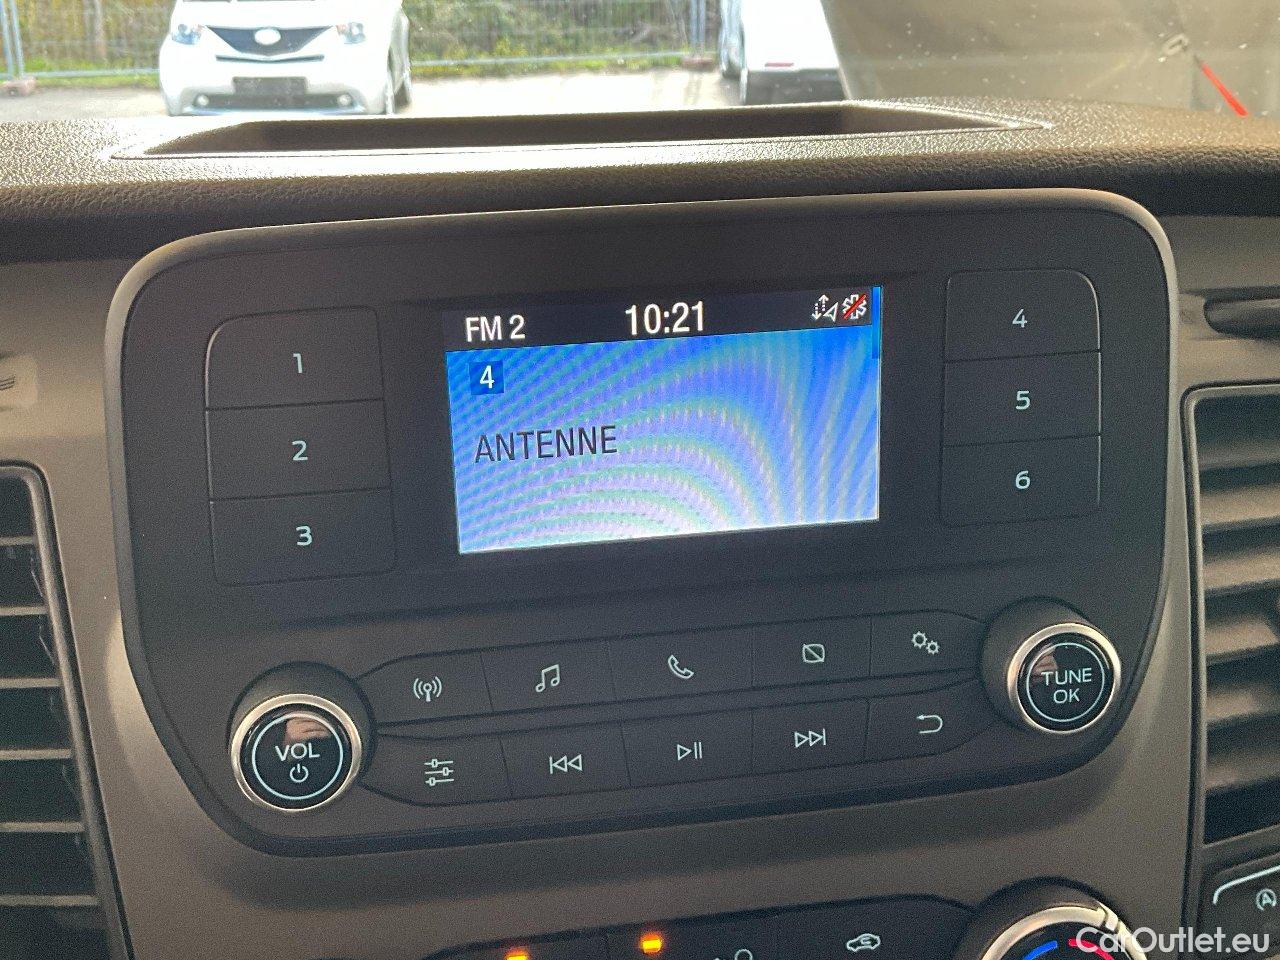 FM 2 10:21
4
ANTENNE
1
2
3
4
5
6
VOL
TUNE
OK
A
CarOutlet.eu